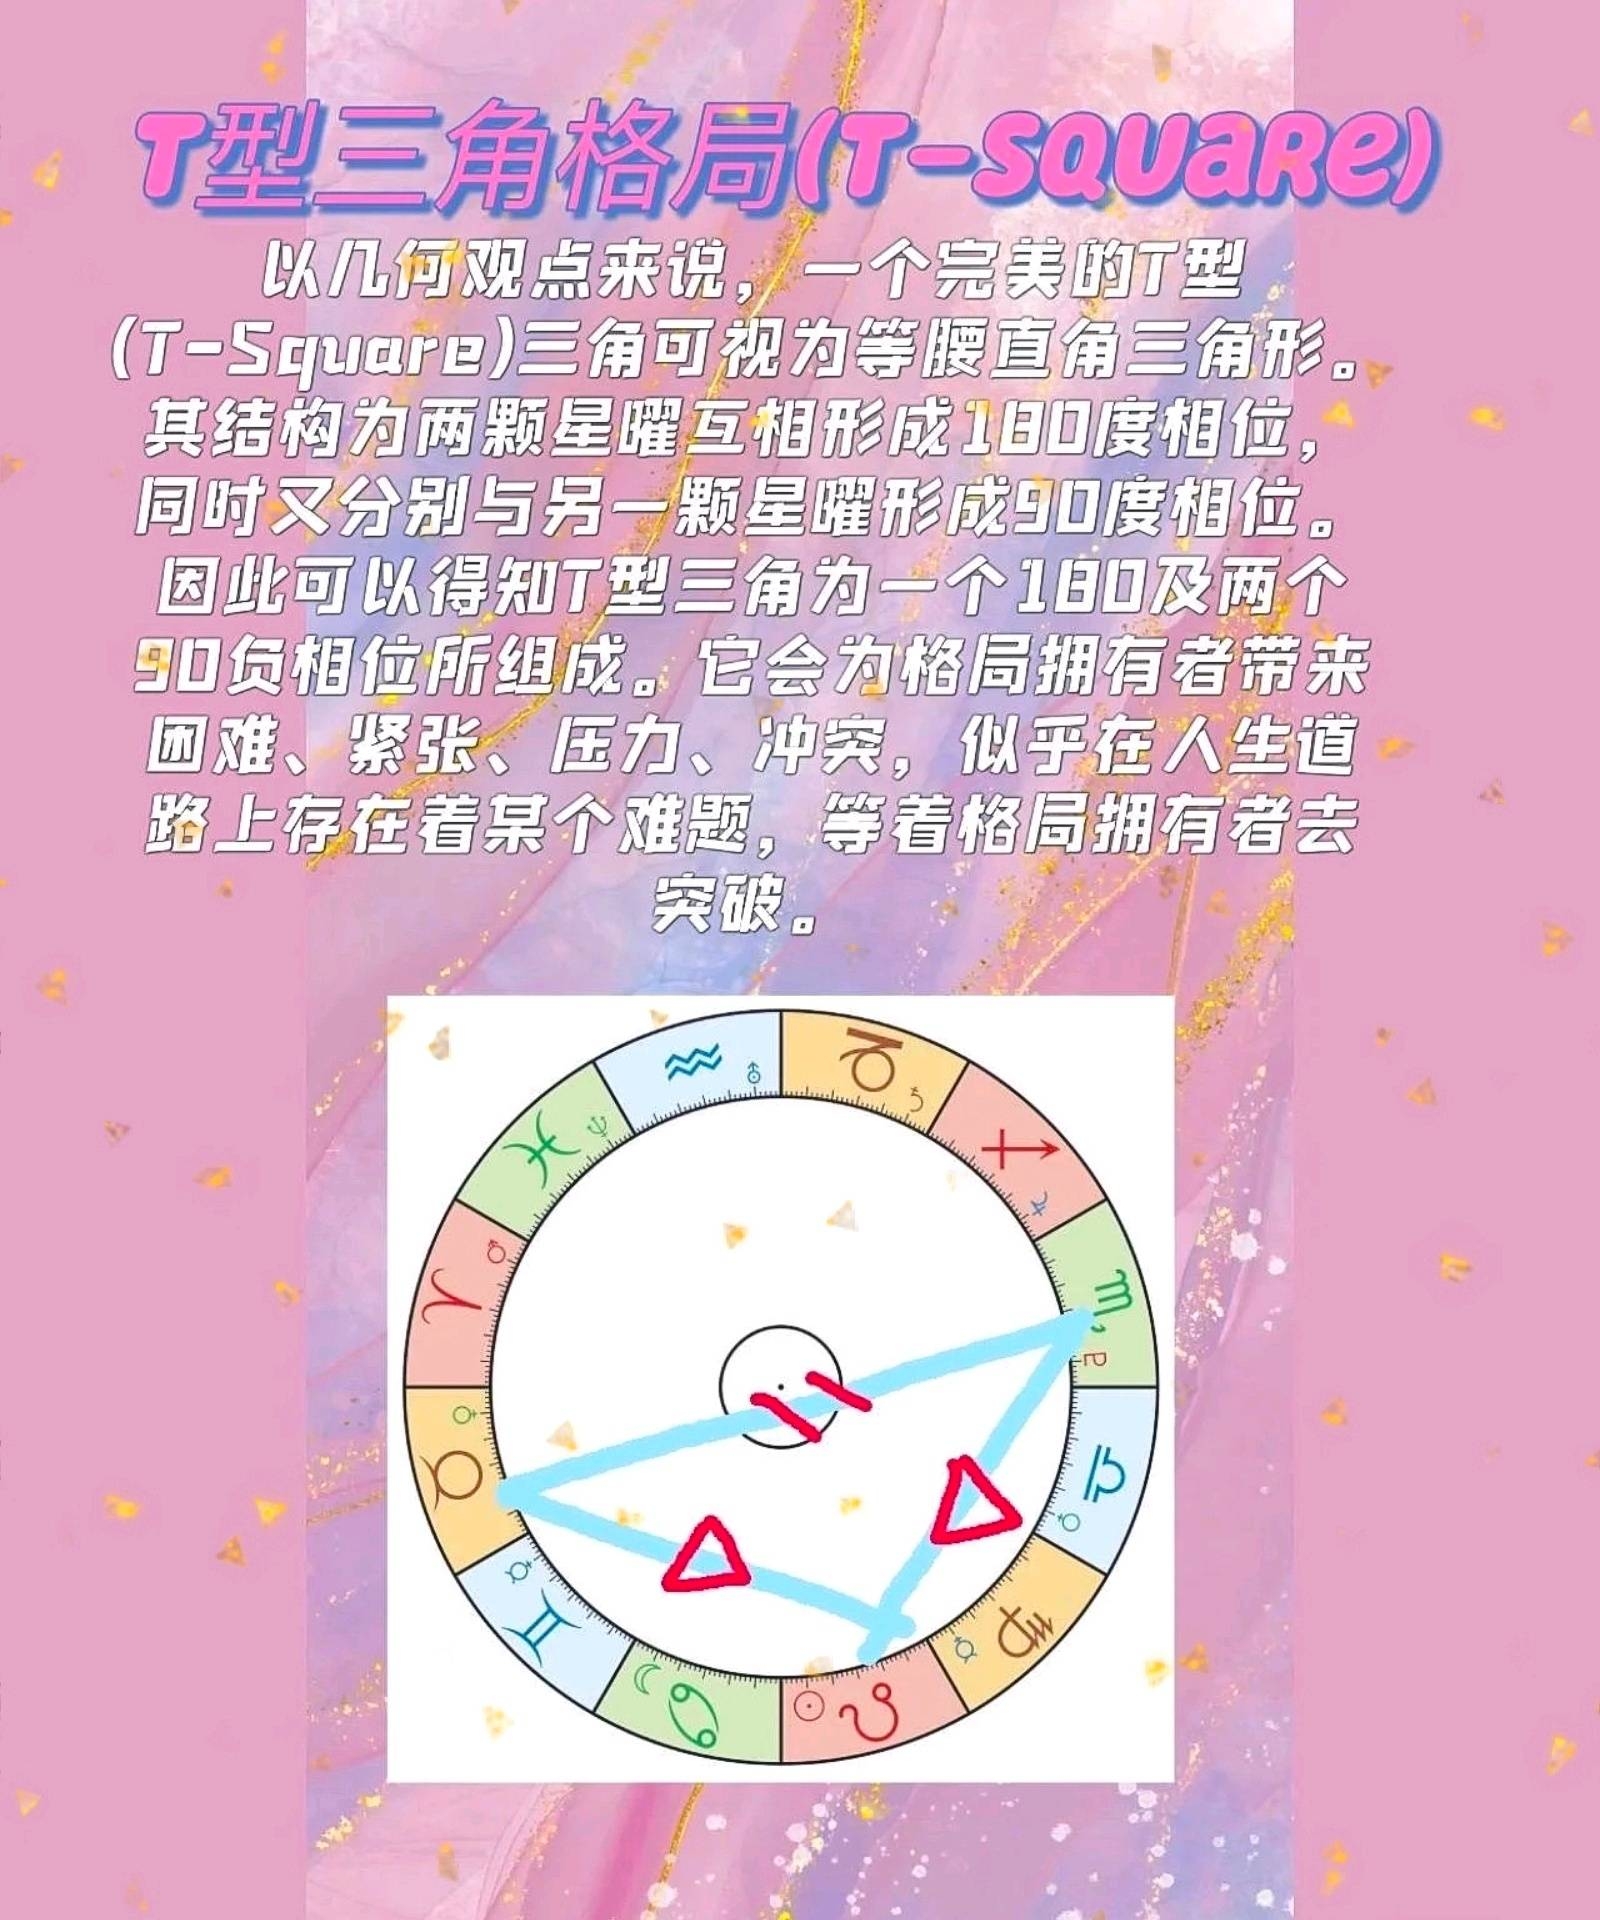 T型三角格局(T-SQUARE)
以几何观点来说，一个完美的T型
(T-Square)三角可视为等腰直角三角形。
其结构为两颗星曜互相形成180度相位，
同时又分别与另一颗星曜形成90度相位。
因此可以得知T型三角为一个180及两个
90负相位所组成。它会为格局拥有者带来
困难、紧张、压力、冲突，似乎在人生道
路上存在着某个难题，等着格局拥有者去
突破。